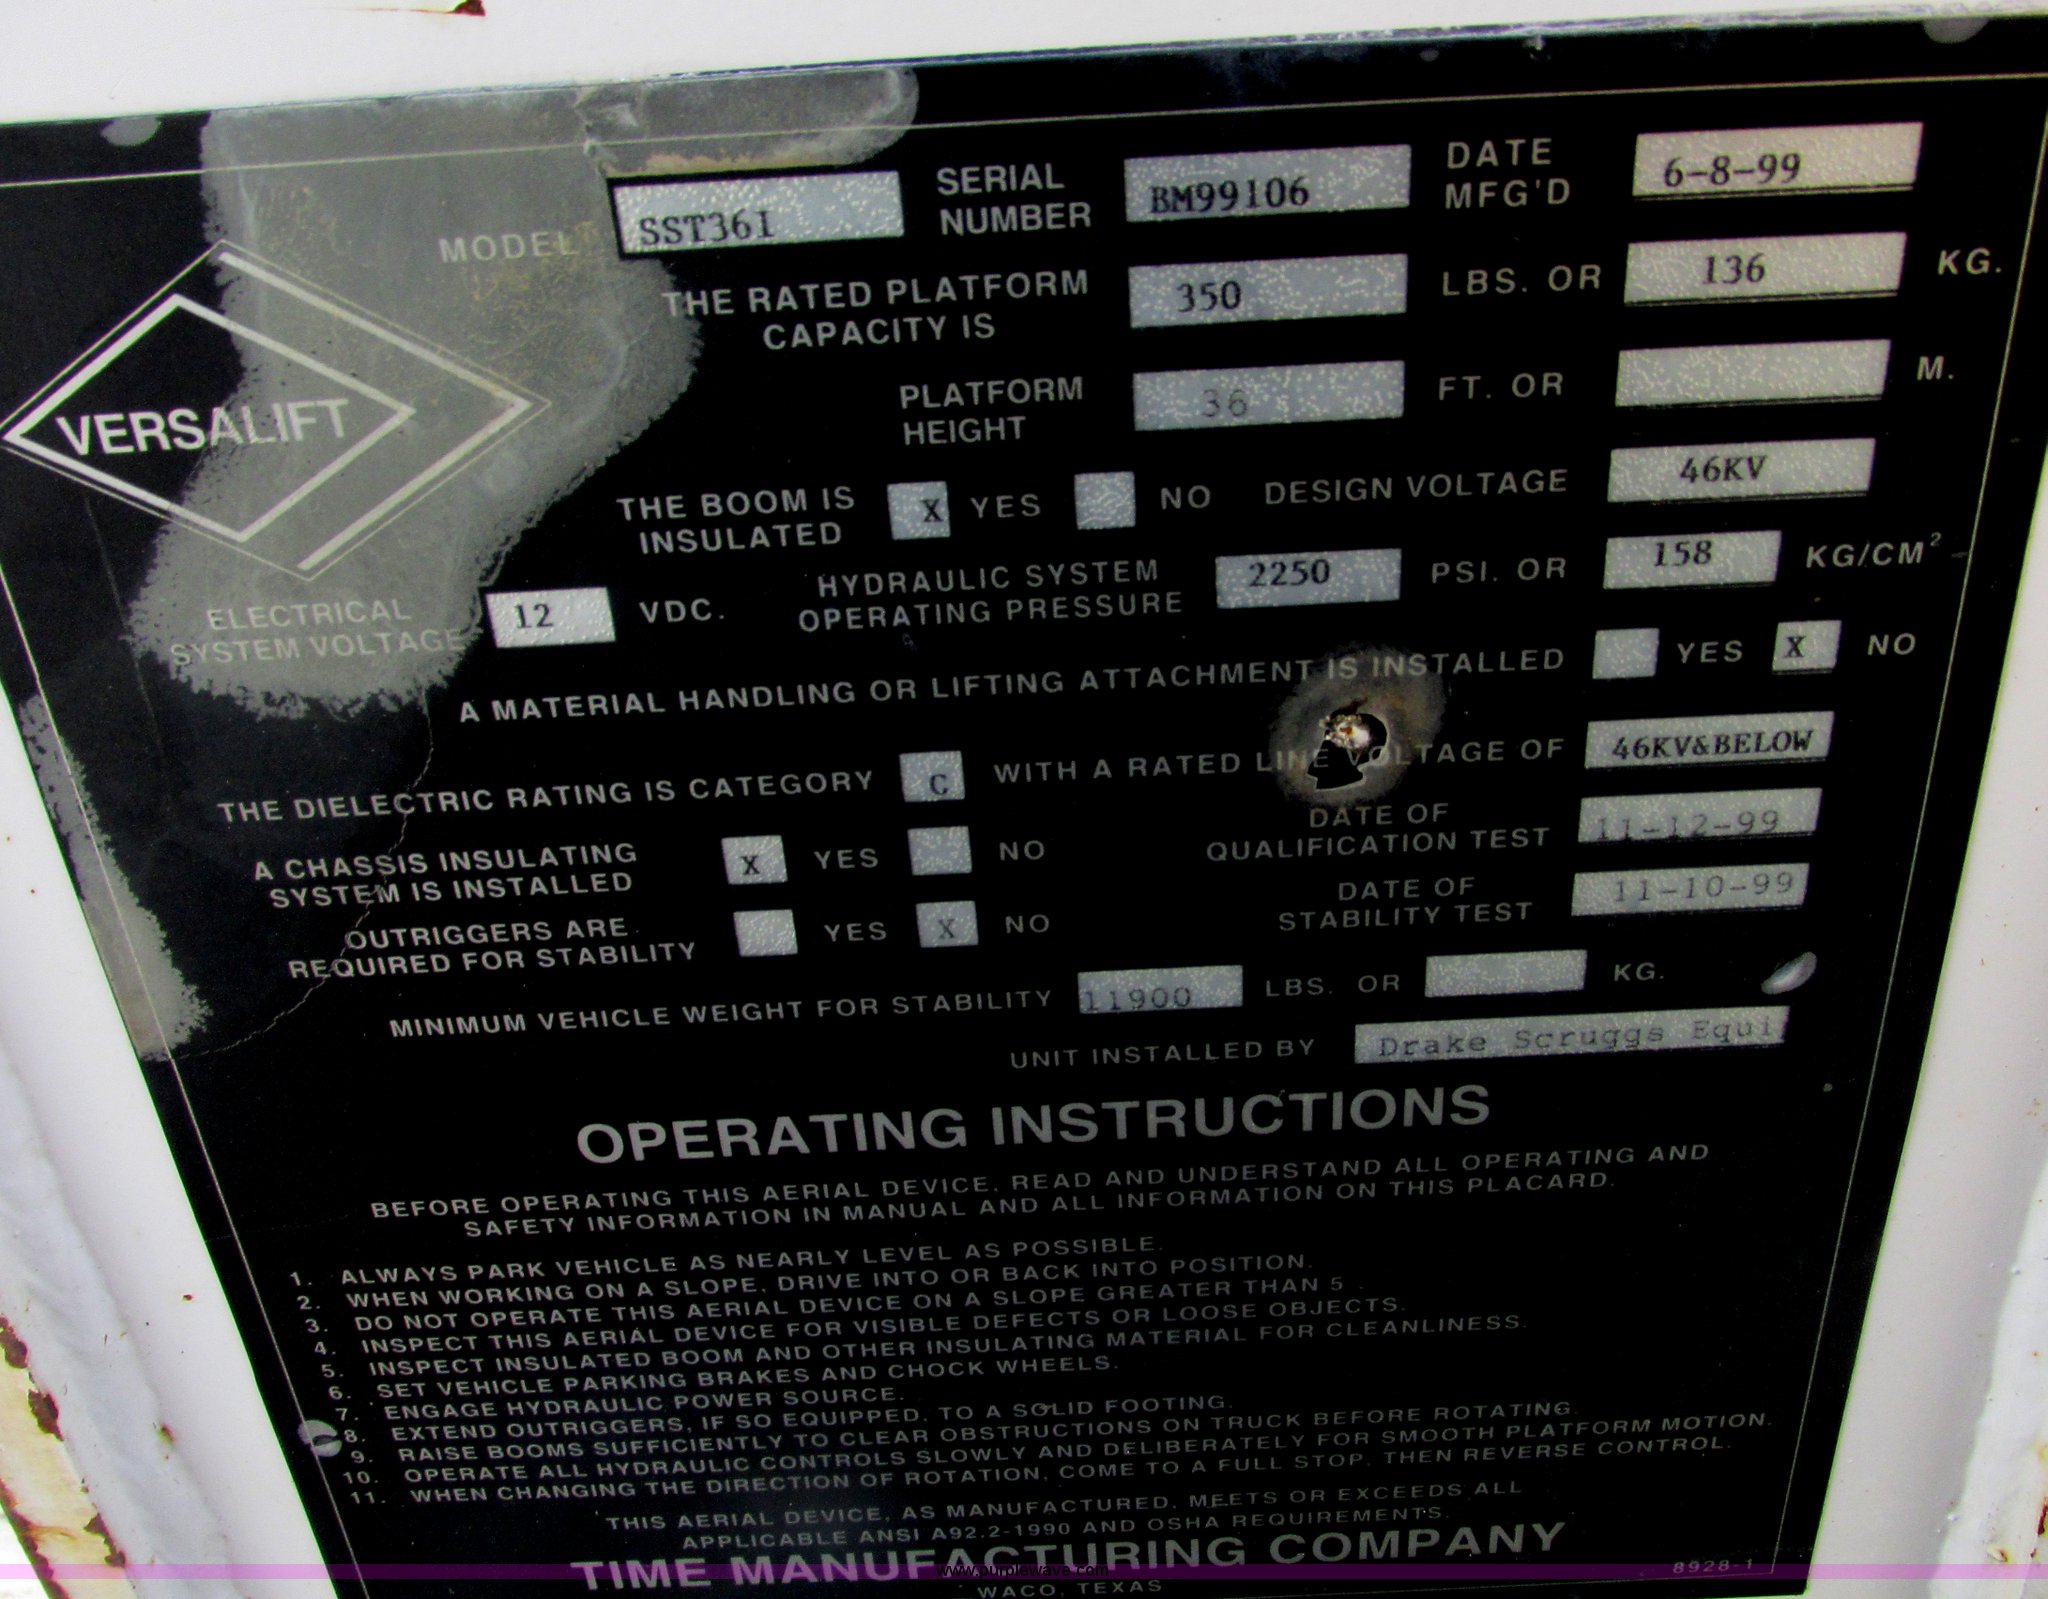 MODEL SST36I SERIAL NUMBER BM99106 DATE MFG'D 6-8-99
THE RATED PLATFORM CAPACITY IS 350 LBS. OR 136 KG.
VERSALIFT
PLATFORM HEIGHT 36 FT. OR M.
THE BOOM IS INSULATED X YES NO DESIGN VOLTAGE 46KV
ELECTRICAL SYSTEM VOLTAGE 12 VDC. HYDRAULIC SYSTEM OPERATING PRESSURE 2250 PSI. OR 158 KG/CM²
A MATERIAL HANDLING OR LIFTING ATTACHMENT IS INSTALLED YES X NO
THE DIELECTRIC RATING IS CATEGORY C WITH A RATED LINE VOLTAGE OF 46KV&BELOW
A CHASSIS INSULATING SYSTEM IS INSTALLED X YES NO DATE OF QUALIFICATION TEST 11-12-99
OUTRIGGERS ARE REQUIRED FOR STABILITY YES X NO DATE OF STABILITY TEST 11-10-99
MINIMUM VEHICLE WEIGHT FOR STABILITY 11900 LBS. OR KG.
UNIT INSTALLED BY Drake Scruggs Equi
OPERATING INSTRUCTIONS
BEFORE OPERATING THIS AERIAL DEVICE, READ AND UNDERSTAND ALL OPERATING AND
SAFETY INFORMATION IN MANUAL AND ALL INFORMATION ON THIS PLACARD.
1. ALWAYS PARK VEHICLE AS NEARLY LEVEL AS POSSIBLE.
2. WHEN WORKING ON A SLOPE, DRIVE INTO OR BACK INTO POSITION.
3. DO NOT OPERATE THIS AERIAL DEVICE ON A SLOPE GREATER THAN 5 .
4. INSPECT THIS AERIAL DEVICE FOR VISIBLE DEFECTS OR LOOSE OBJECTS.
5. INSPECT INSULATED BOOM AND OTHER INSULATING MATERIAL FOR CLEANLINESS.
6. SET VEHICLE PARKING BRAKES AND CHOCK WHEELS.
7. ENGAGE HYDRAULIC POWER SOURCE.
8. EXTEND OUTRIGGERS, IF SO EQUIPPED, TO A SOLID FOOTING.
9. RAISE BOOMS SUFFICIENTLY TO CLEAR OBSTRUCTIONS ON TRUCK BEFORE ROTATING.
10. OPERATE ALL HYDRAULIC CONTROLS SLOWLY AND DELIBERATELY FOR SMOOTH PLATFORM MOTION.
11. WHEN CHANGING THE DIRECTION OF ROTATION, COME TO A FULL STOP, THEN REVERSE CONTROL.
THIS AERIAL DEVICE, AS MANUFACTURED, MEETS OR EXCEEDS ALL
APPLICABLE ANSI A92.2-1990 AND OSHA REQUIREMENTS.
TIME MANUFACTURING COMPANY
WACO, TEXAS
8928-1
www.purplewave.com